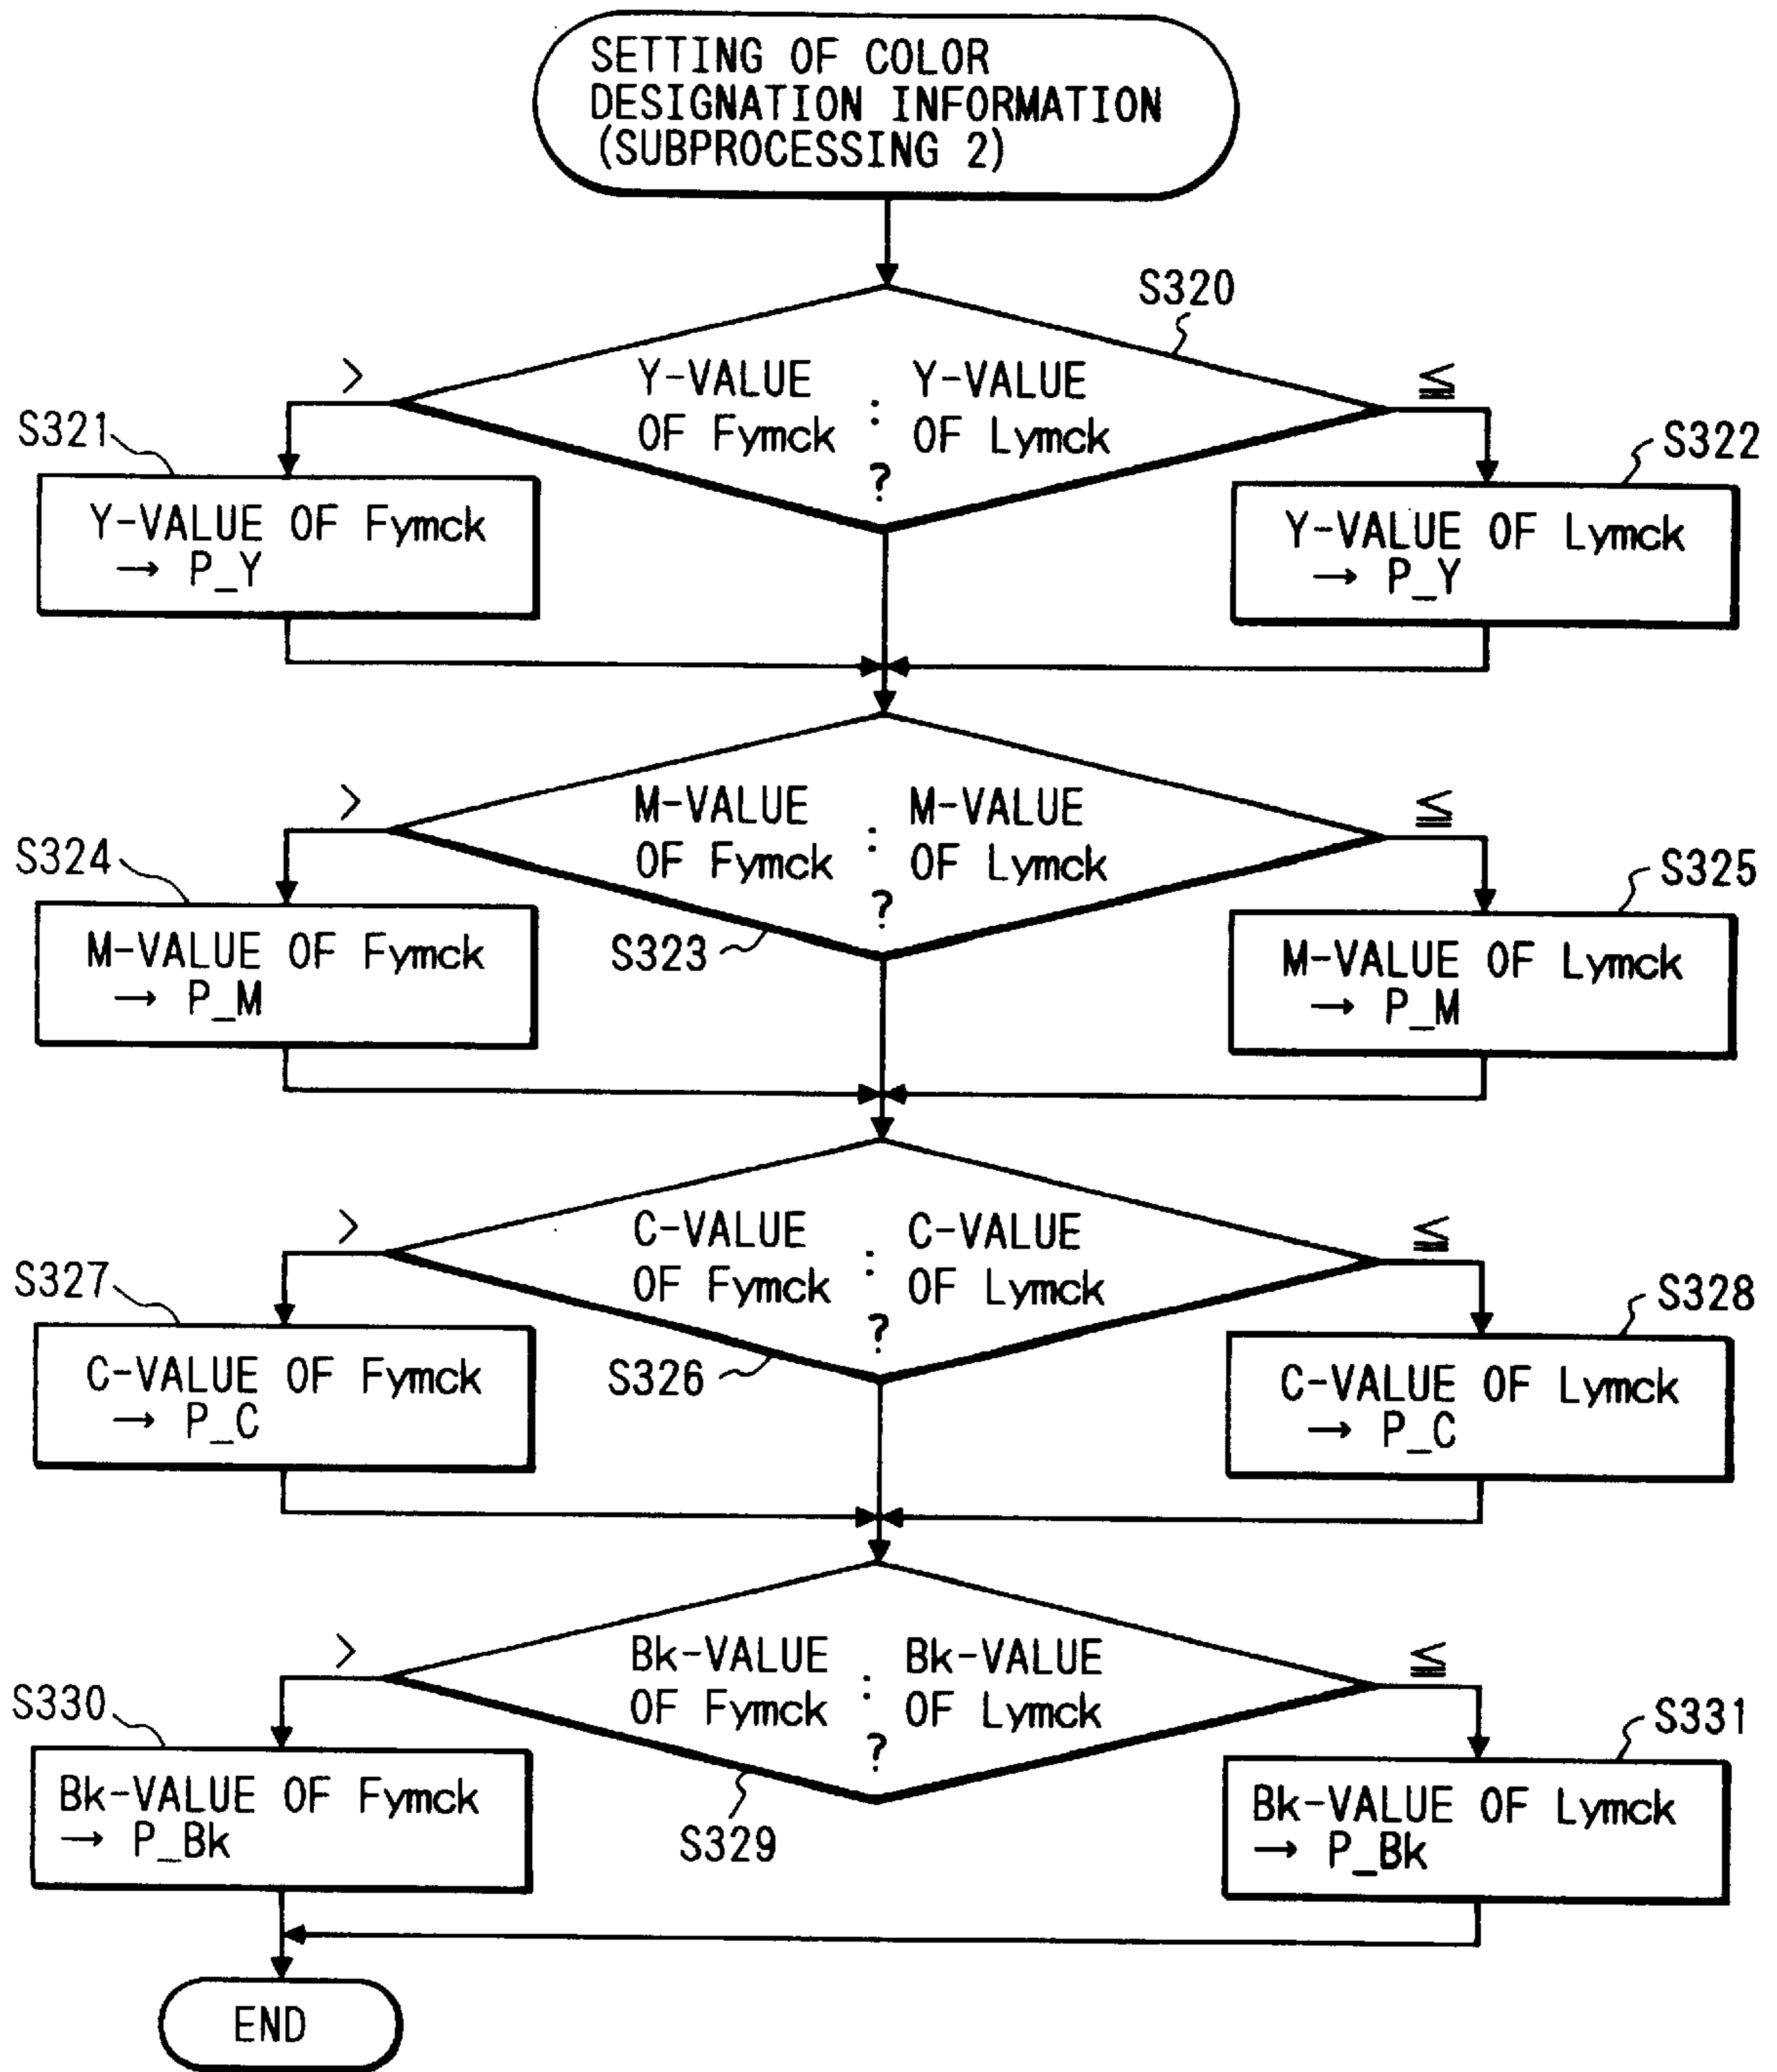 SETTING OF COLOR
DESIGNATION INFORMATION
(SUBPROCESSING 2)
S320
>
Y-VALUE
OF Fymck
:
Y-VALUE
OF Lymck
?
≦
S321
Y-VALUE OF Fymck
→ P_Y
S322
Y-VALUE OF Lymck
→ P_Y
>
M-VALUE
OF Fymck
:
M-VALUE
OF Lymck
?
≦
S323
S324
M-VALUE OF Fymck
→ P_M
S325
M-VALUE OF Lymck
→ P_M
>
C-VALUE
OF Fymck
:
C-VALUE
OF Lymck
?
≦
S326
S327
C-VALUE OF Fymck
→ P_C
S328
C-VALUE OF Lymck
→ P_C
>
Bk-VALUE
OF Fymck
:
Bk-VALUE
OF Lymck
?
≦
S329
S330
Bk-VALUE OF Fymck
→ P_Bk
S331
Bk-VALUE OF Lymck
→ P_Bk
END